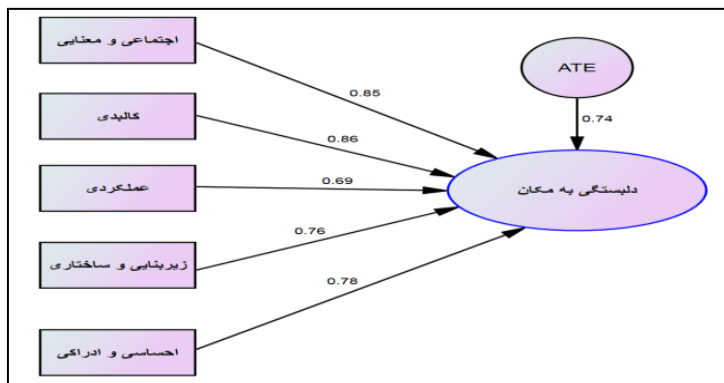 اجتماعی و معنایی
ATE
0.85
0.74
کالبدی
0.86
عملکردی
0.69
دلبستگی به مکان
0.76
زیربنایی و ساختاری
0.78
احساسی و ادراکی